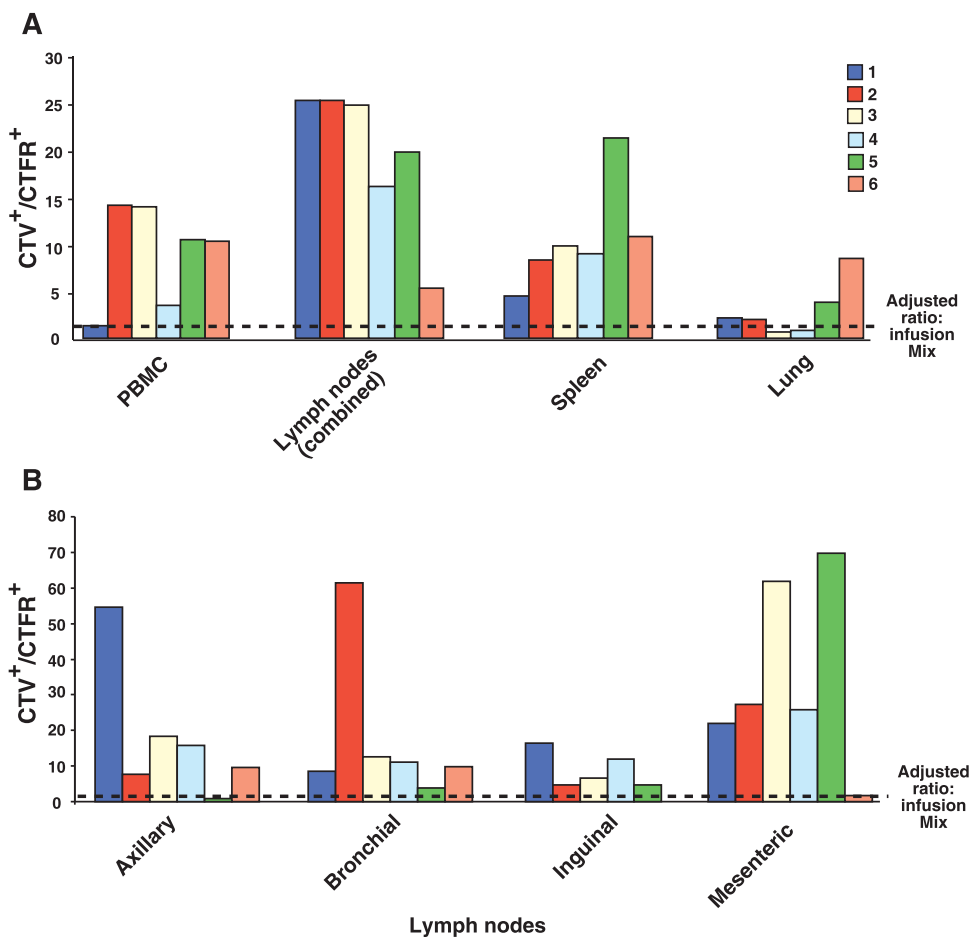 A
30
25
20
15
10
5
0
CTV+/CTFR+
1
2
3
4
5
6
Adjusted
ratio:
infusion
Mix
PBMC
Lymph nodes
(combined)
Spleen
Lung
B
80
70
60
50
40
30
20
10
0
CTV+/CTFR+
Adjusted
ratio:
infusion
Mix
Axillary
Bronchial
Inguinal
Mesenteric
Lymph nodes